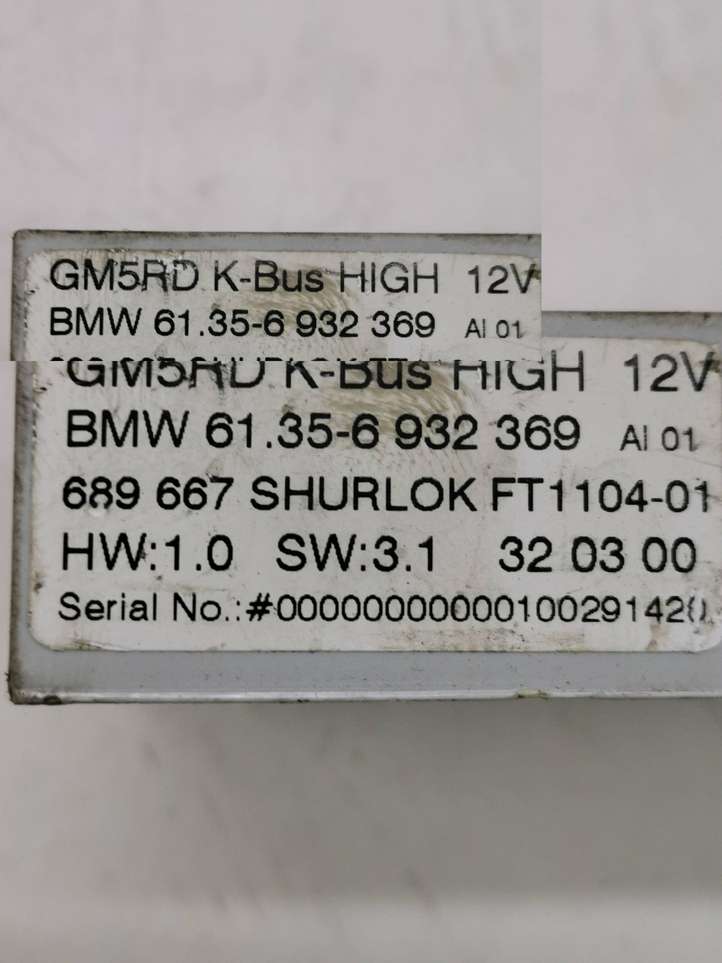 GM5RD K-Bus HIGH 12V
BMW 61.35-6 932 369 AI 01
GM5RD K-Bus HIGH 12V
BMW 61.35-6 932 369 AI 01
689 667 SHURLOK FT1104-01
HW:1.0 SW:3.1 32 03 00
Serial No.:#00000000000010029142